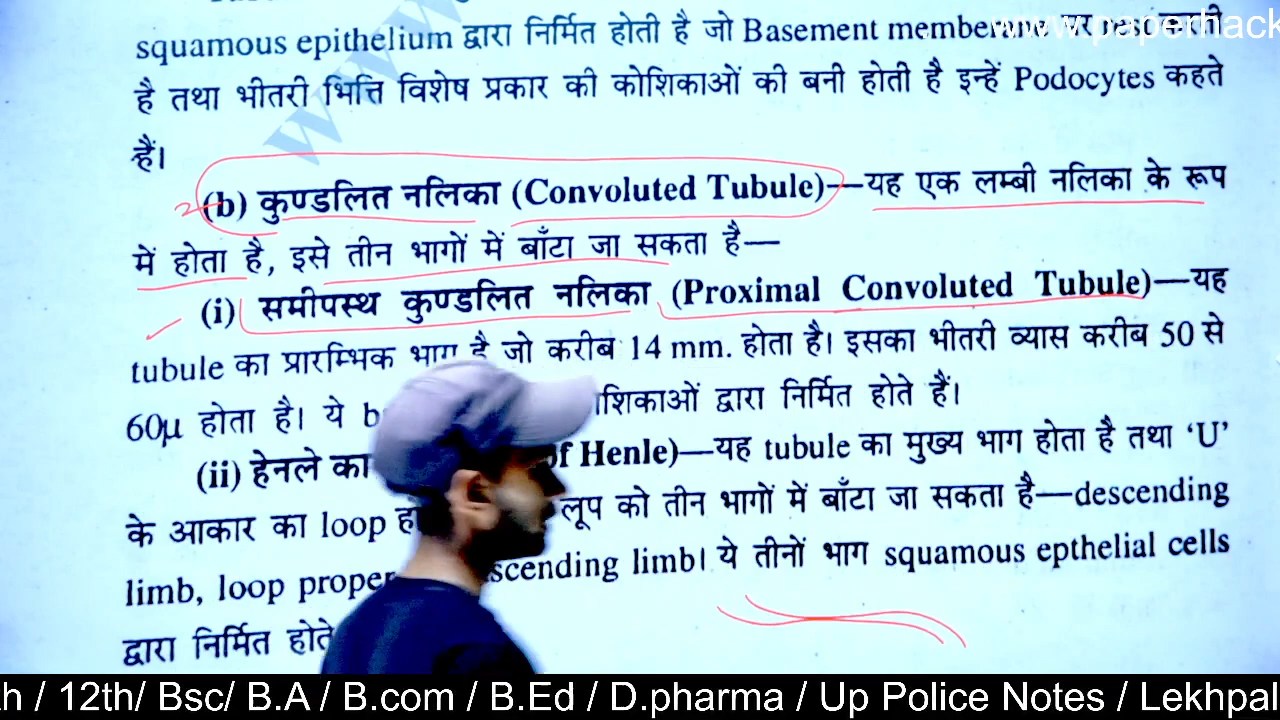 squamous epithelium द्वारा निर्मित होती है जो Basement
है तथा भीतरी भित्ति विशेष प्रकार की कोशिकाओं की बनी होती है इन्हें Podocytes कहते
हैं।
(b) कुण्डलित नलिका (Convoluted Tubule)—यह एक लम्बी नलिका के रूप
में होता है, इसे तीन भागों में बाँटा जा सकता है—
(i) समीपस्थ कुण्डलित नलिका (Proximal Convoluted Tubule)—यह
tubule का प्रारम्भिक भाग है जो करीब 14 mm. होता है। इसका भीतरी व्यास करीब 50 से
60μ होता है। ये द्वारा निर्मित होते हैं।
(ii) हेनले का Henle)—यह tubule का मुख्य भाग होता है तथा ‘U’
के आकार का loop लूप को तीन भागों में बाँटा जा सकता है—descending
limb, loop proper limb। ये तीनों भाग squamous epthelial cells
द्वारा निर्मित होते
/ 12th/ Bsc/ B.A / B.com / B.Ed / D.pharma / Up Police Notes / Lekhpal